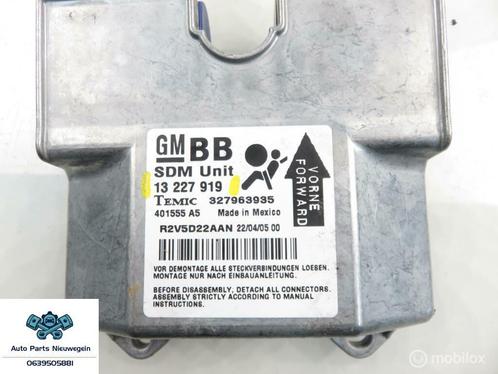 GM BB
SDM Unit
13 227 919
TEMIC 327963935
401555 A5 Made in Mexico
R2V5D22AAN 22/04/05 00
VORNE
FORWARD
VOR DEMONTAGE ALLE STECKVERBINDUNGEN LOESEN.
MONTAGE NUR NACH EINBAUANLEITUNG.
BEFORE DISASSEMBLY, DETACH ALL CONNECTORS.
ASSEMBLY STRICTLY ACCORDING TO MANUAL
INSTRUCTIONS.
Auto Parts Nieuwegein
0639505881
mobilox